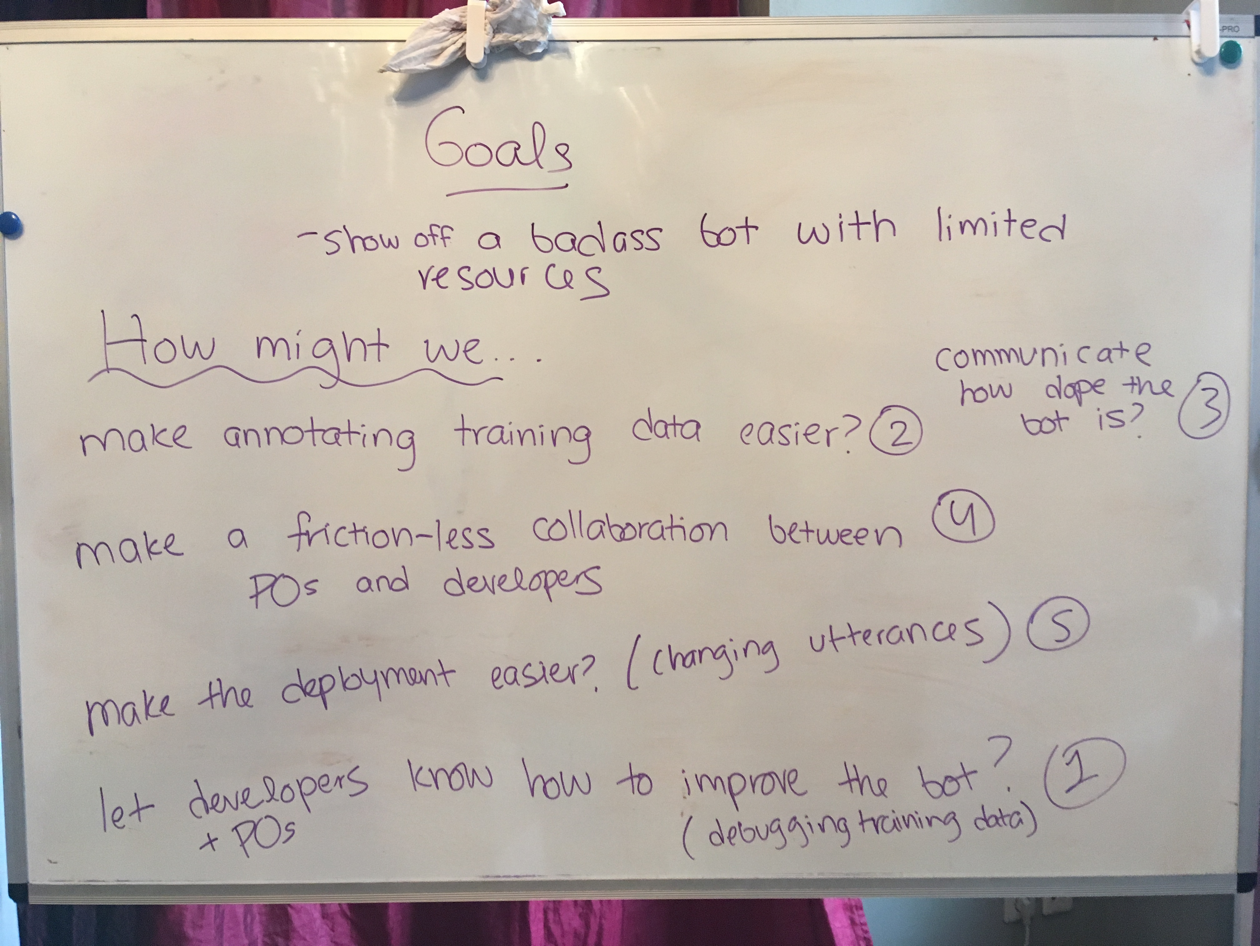 -PRO
Goals
- show off a badass bot with limited
resources
How might we...
communicate
how dope the
bot is? 3
make annotating training data easier? 2
make a friction-less collaboration between 4
POs and developers
make the deployment easier? (changing utterances) 5
let developers know how to improve the bot? 1
+ POs (debugging training data)